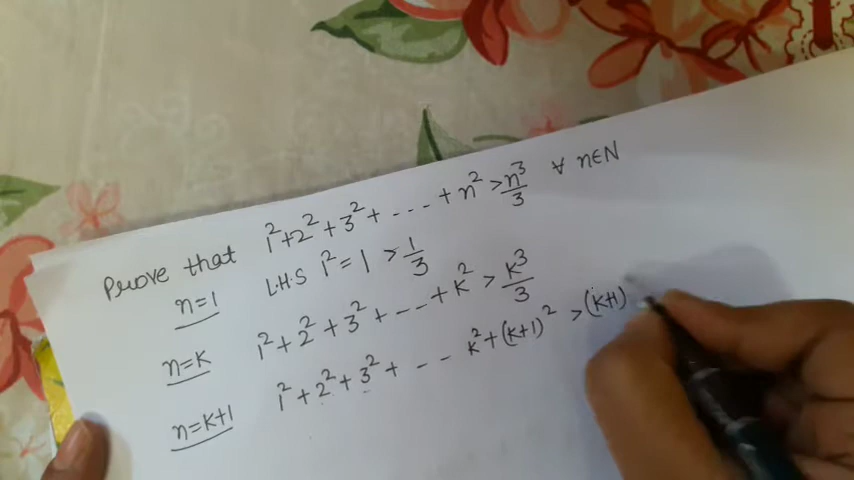 Prove that 1²+2²+3²+ - - - - + n² > n³/3 ∀ n∈N
n=1 L.H.S 1² = 1 > 1/3
n=k 1²+2²+3²+ - - - + k² > k³/3
n=k+1 1²+2²+3²+ - - - k²+(k+1)² > (k+1)